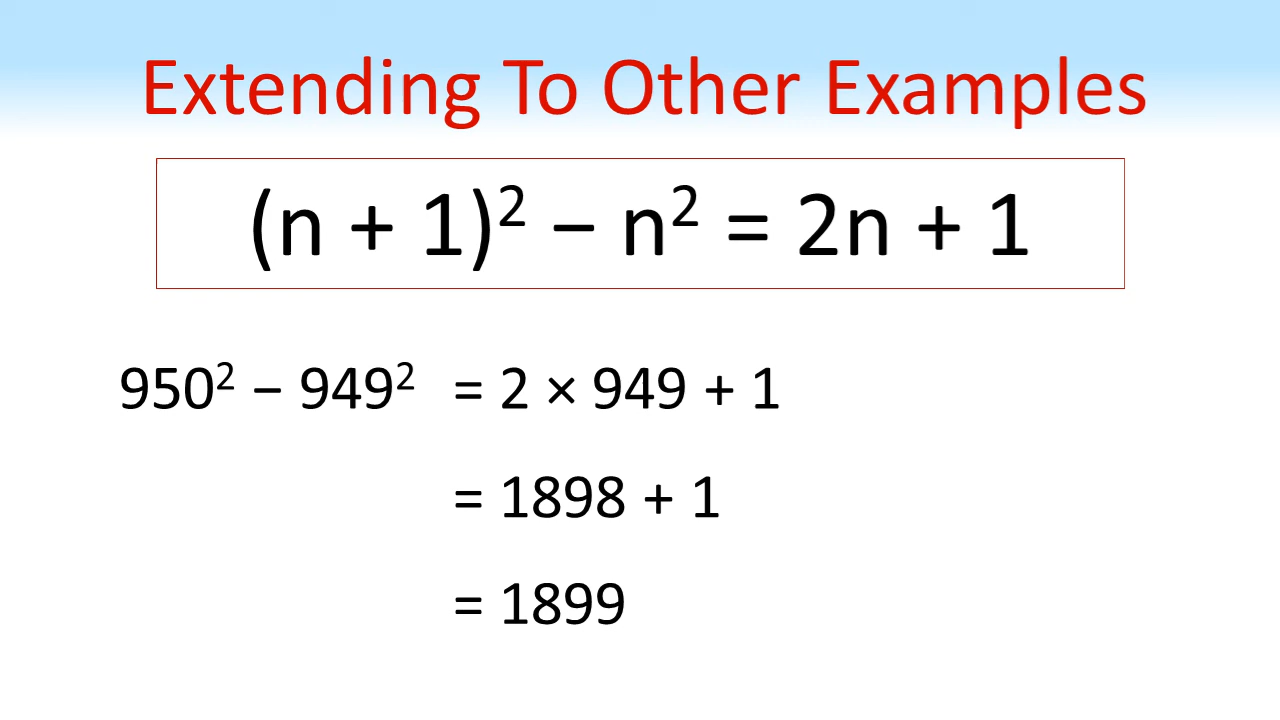 Extending To Other Examples
(n + 1)² − n² = 2n + 1
950² − 949² = 2 × 949 + 1
= 1898 + 1
= 1899